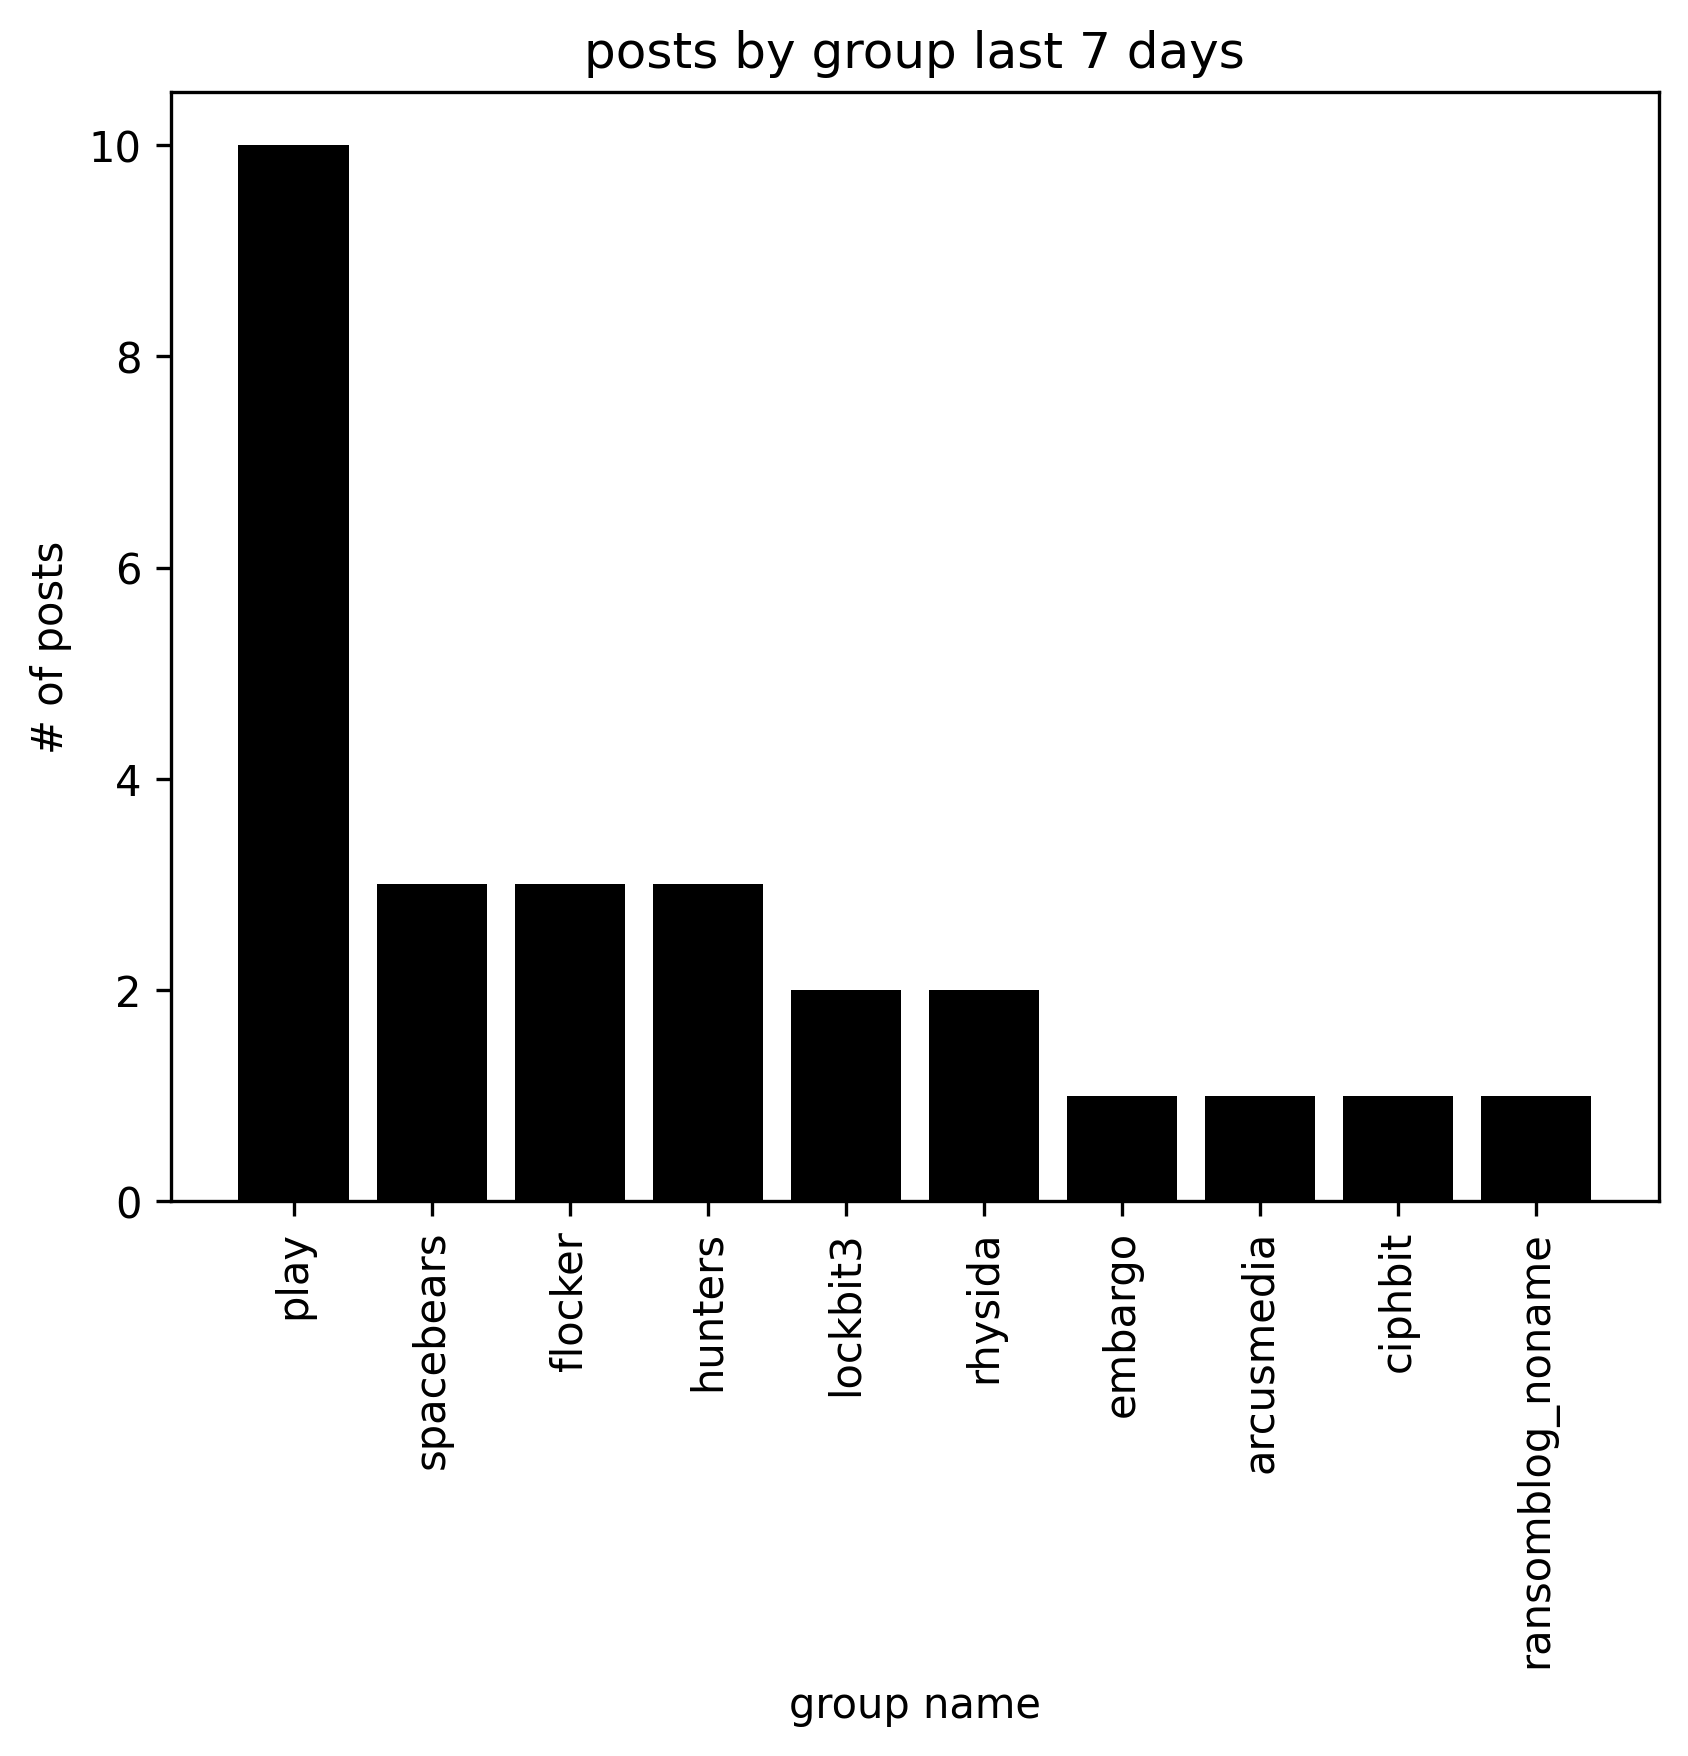 posts by group last 7 days
# of posts
10
8
6
4
2
0
play
spacebears
flocker
hunters
lockbit3
rhysida
embargo
arcusmedia
ciphbit
ransomblog_noname
group name